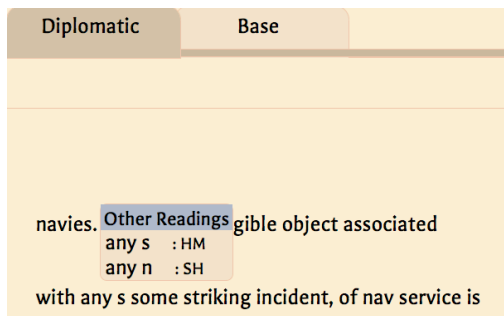 Diplomatic Base
navies. Other Readings gible object associated
any s : HM
any n : SH
with any s some striking incident, of nav service is